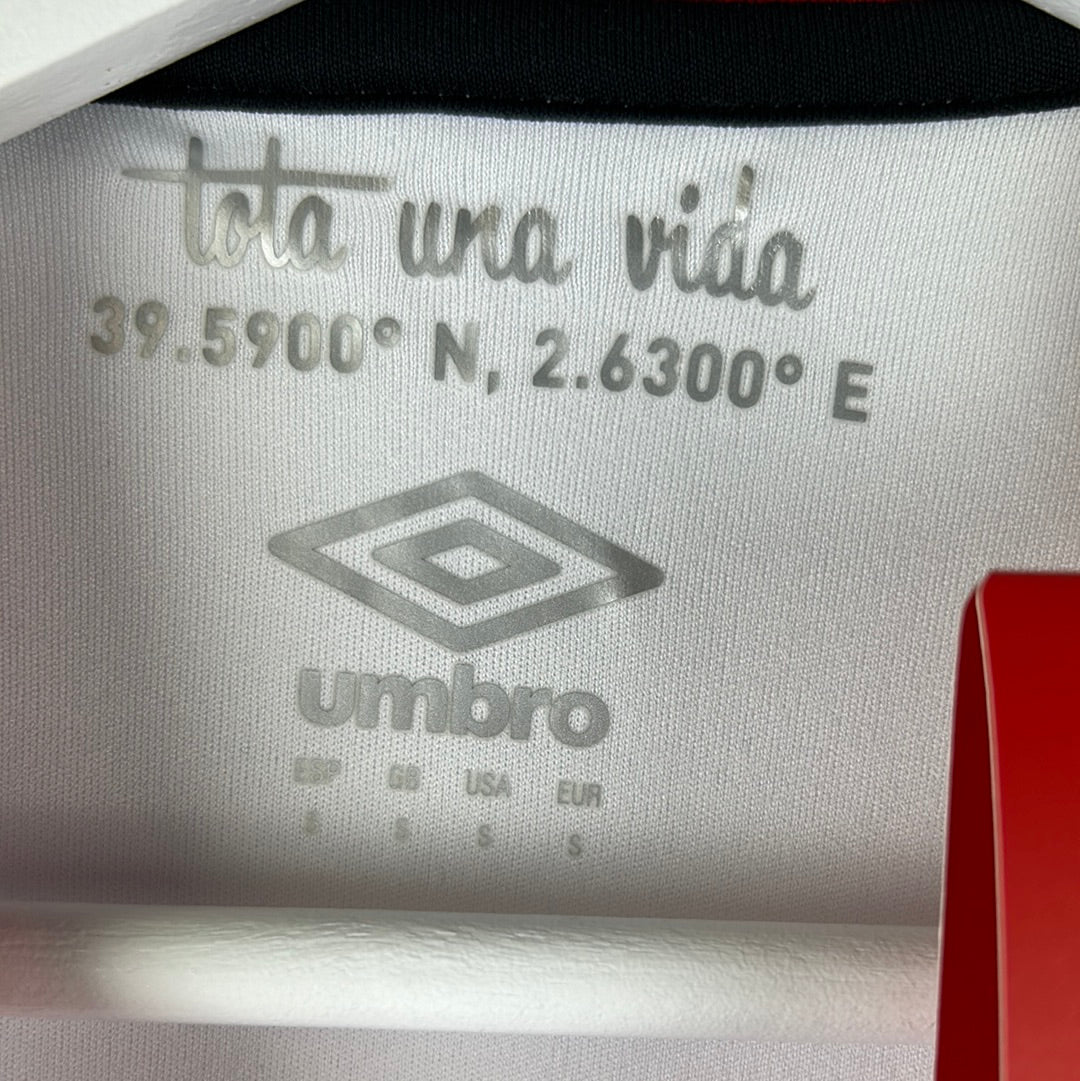 tota una vida
39.5900° N, 2.6300° E
umbro
ESP GB USA EUR
S S S S